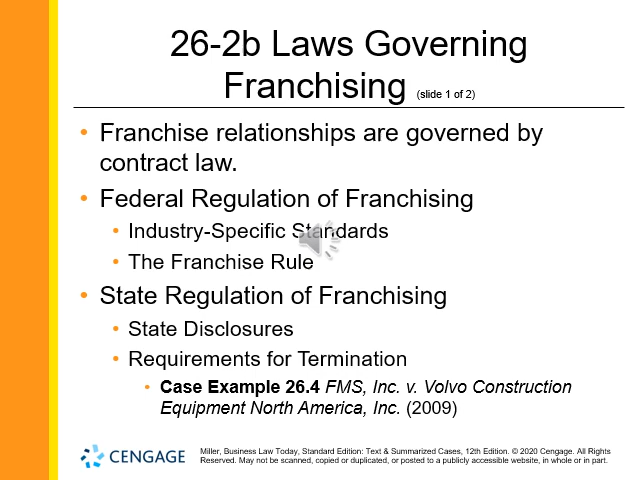 26-2b Laws Governing
Franchising (slide 1 of 2)
• Franchise relationships are governed by
contract law.
• Federal Regulation of Franchising
• Industry-Specific Standards
• The Franchise Rule
• State Regulation of Franchising
• State Disclosures
• Requirements for Termination
• Case Example 26.4 FMS, Inc. v. Volvo Construction
Equipment North America, Inc. (2009)
CENGAGE
Miller, Business Law Today, Standard Edition: Text & Summarized Cases, 12th Edition. © 2020 Cengage. All Rights
Reserved. May not be scanned, copied or duplicated, or posted to a publicly accessible website, in whole or in part.